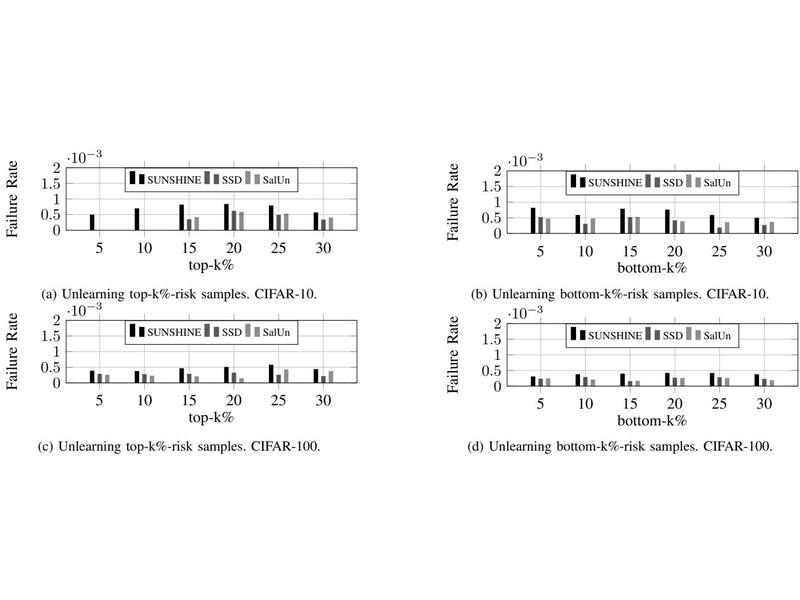 ·10−3
Failure Rate
2
1.5
1
0.5
0
SUNSHINE SSD SalUn
5 10 15 20 25 30
top-k%
(a) Unlearning top-k%-risk samples. CIFAR-10.
·10−3
Failure Rate
2
1.5
1
0.5
0
SUNSHINE SSD SalUn
5 10 15 20 25 30
bottom-k%
(b) Unlearning bottom-k%-risk samples. CIFAR-10.
·10−3
Failure Rate
2
1.5
1
0.5
0
SUNSHINE SSD SalUn
5 10 15 20 25 30
top-k%
(c) Unlearning top-k%-risk samples. CIFAR-100.
·10−3
Failure Rate
2
1.5
1
0.5
0
SUNSHINE SSD SalUn
5 10 15 20 25 30
bottom-k%
(d) Unlearning bottom-k%-risk samples. CIFAR-100.